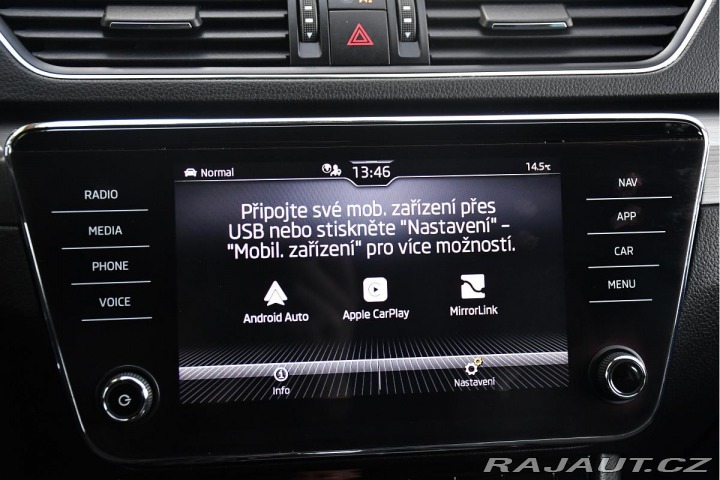 Normal
13:46
14.5°C
RADIO
MEDIA
PHONE
VOICE
NAV
APP
CAR
MENU
Připojte své mob. zařízení přes
USB nebo stiskněte "Nastavení" –
"Mobil. zařízení" pro více možností.
Android Auto
Apple CarPlay
MirrorLink
Info
Nastavení
RAJAUT.CZ